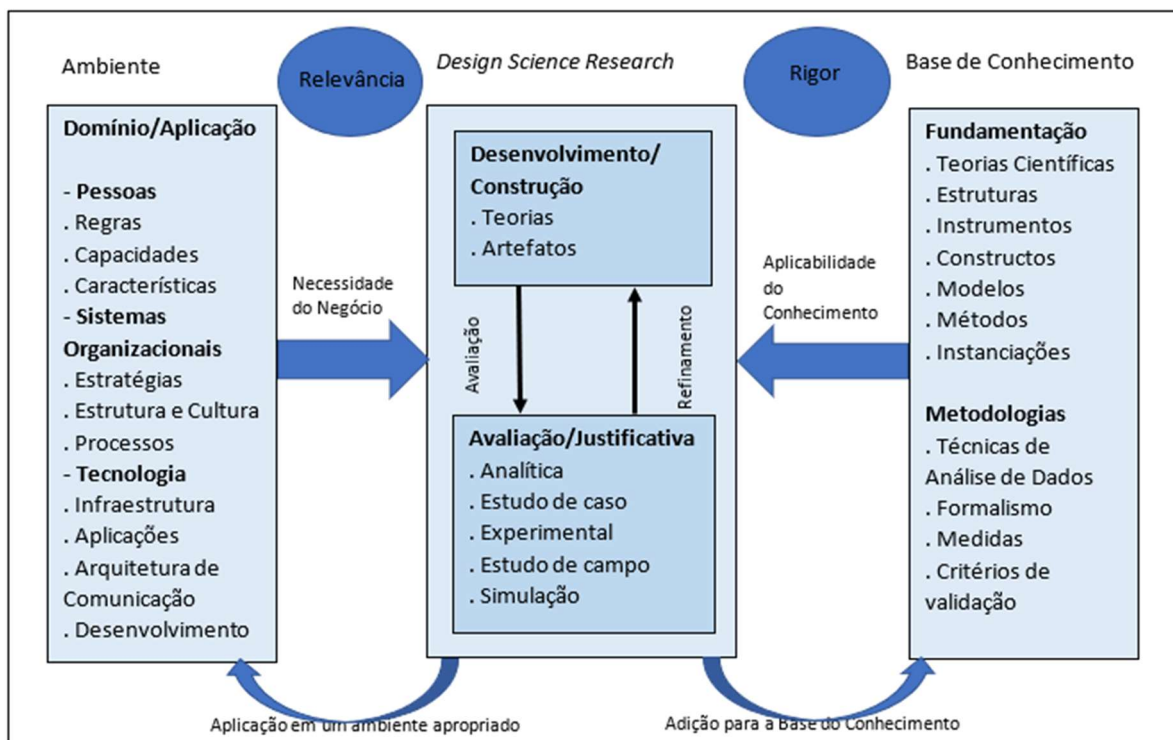 Ambiente
Relevância
Design Science Research
Rigor
Base de Conhecimento
Domínio/Aplicação
- Pessoas
. Regras
. Capacidades
. Características
- Sistemas
Organizacionais
. Estratégias
. Estrutura e Cultura
. Processos
- Tecnologia
. Infraestrutura
. Aplicações
. Arquitetura de
Comunicação
. Desenvolvimento
Necessidade
do Negócio
Desenvolvimento/
Construção
. Teorias
. Artefatos
Avaliação
Refinamento
Avaliação/Justificativa
. Analítica
. Estudo de caso
. Experimental
. Estudo de campo
. Simulação
Aplicabilidade
do
Conhecimento
Fundamentação
. Teorias Científicas
. Estruturas
. Instrumentos
. Constructos
. Modelos
. Métodos
. Instanciações
Metodologias
. Técnicas de
Análise de Dados
. Formalismo
. Medidas
. Critérios de
validação
Aplicação em um ambiente apropriado
Adição para a Base do Conhecimento